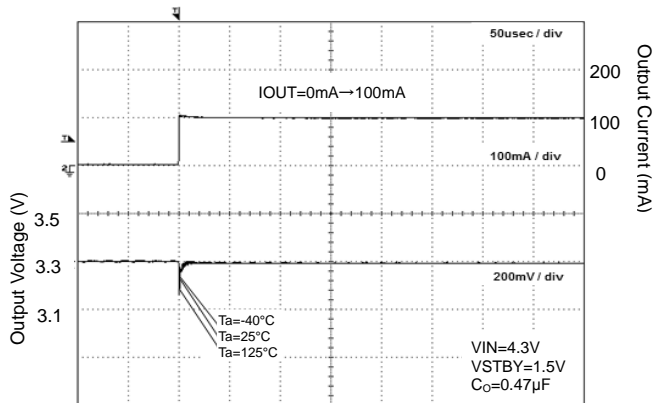 T
50usec / div
200
IOUT=0mA→100mA
100
T
100mA / div
2
0
Output Current (mA)
3.5
3.3
200mV / div
3.1
Output Voltage (V)
Ta=-40°C
Ta=25°C
Ta=125°C
VIN=4.3V
VSTBY=1.5V
CO=0.47µF